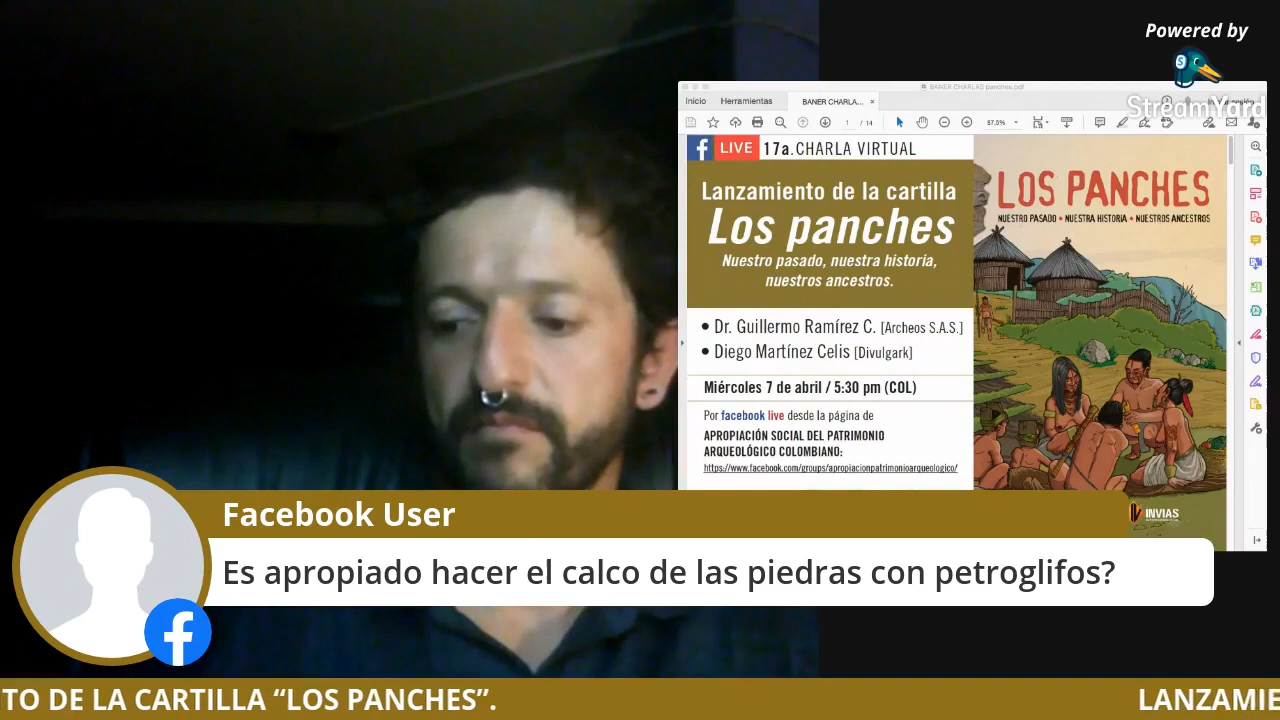 Powered by
StreamYard
BANER CHARLAS panches.pdf
Inicio
Herramientas
BANER CHARLA... ×
1 / 14
87,5%
f LIVE 17a.CHARLA VIRTUAL
Lanzamiento de la cartilla
Los panches
Nuestro pasado, nuestra historia,
nuestros ancestros.
• Dr. Guillermo Ramírez C. [Archeos S.A.S.]
• Diego Martínez Celis [Divulgark]
Miércoles 7 de abril / 5:30 pm (COL)
Por facebook live desde la página de
APROPIACIÓN SOCIAL DEL PATRIMONIO
ARQUEOLÓGICO COLOMBIANO:
https://www.facebook.com/groups/apropiacionpatrimonioarqueologico/
LOS PANCHES
NUESTRO PASADO • NUESTRA HISTORIA • NUESTROS ANCESTROS
INVIAS
Facebook User
Es apropiado hacer el calco de las piedras con petroglifos?
TO DE LA CARTILLA “LOS PANCHES”.
LANZAMIE